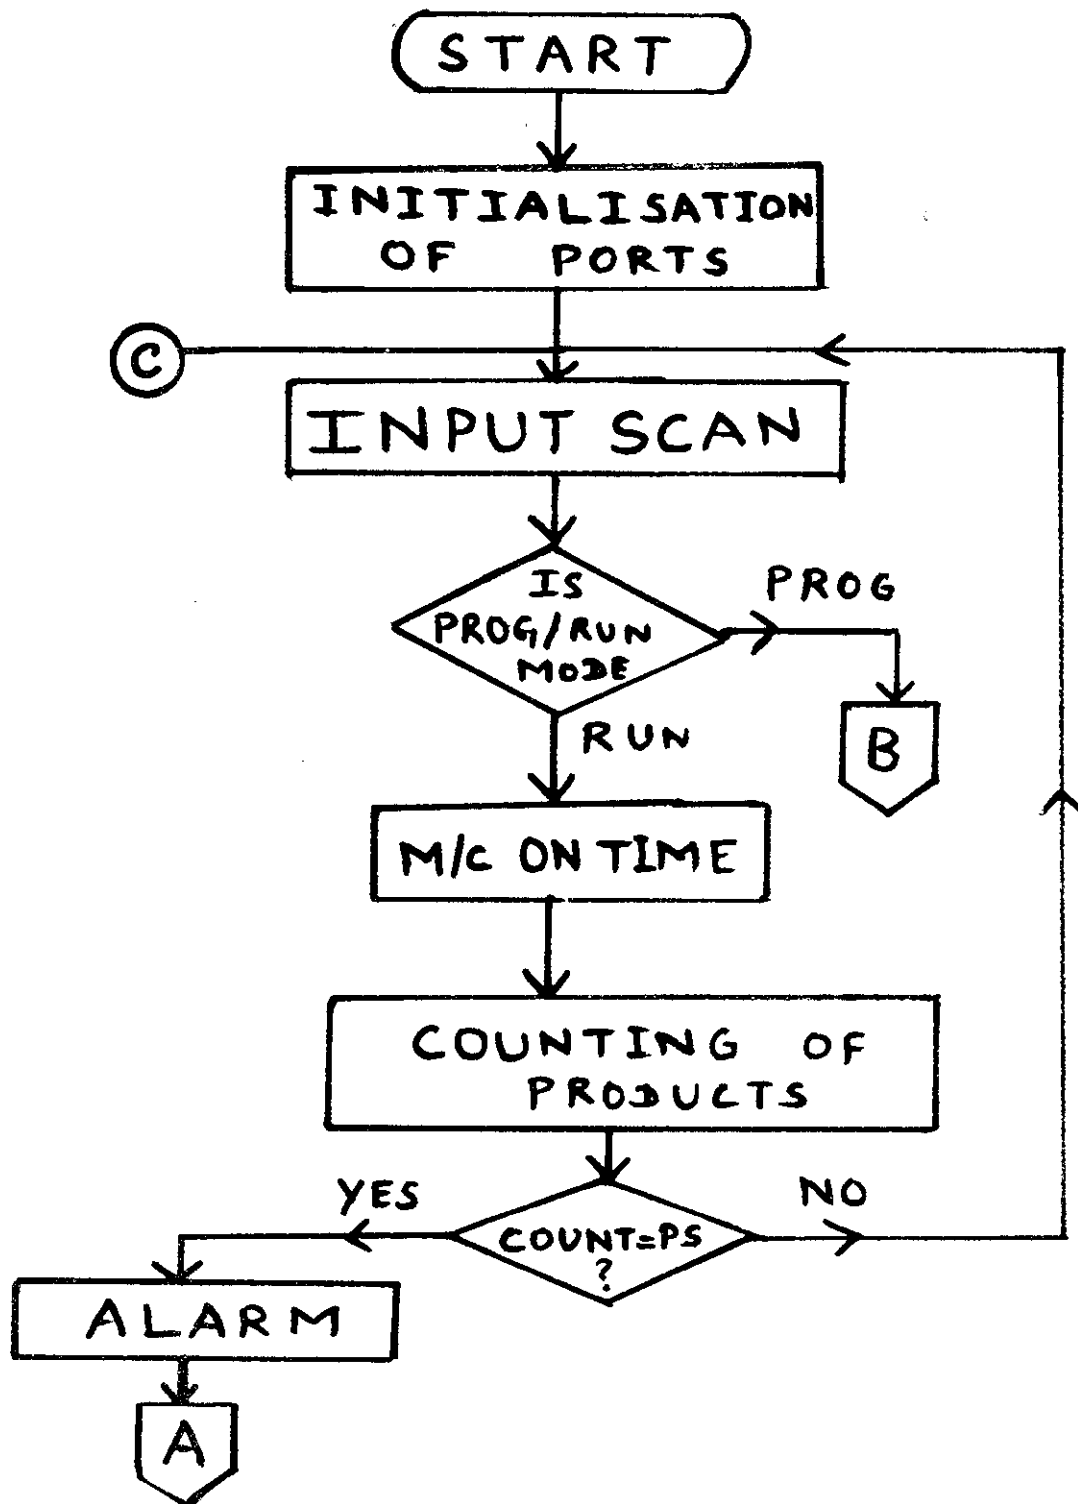 START
INITIALISATION
OF PORTS
C
INPUT SCAN
IS
PROG/RUN
MODE
PROG
B
RUN
M/C ON TIME
COUNTING OF
PRODUCTS
YES
NO
COUNT=PS
?
ALARM
A